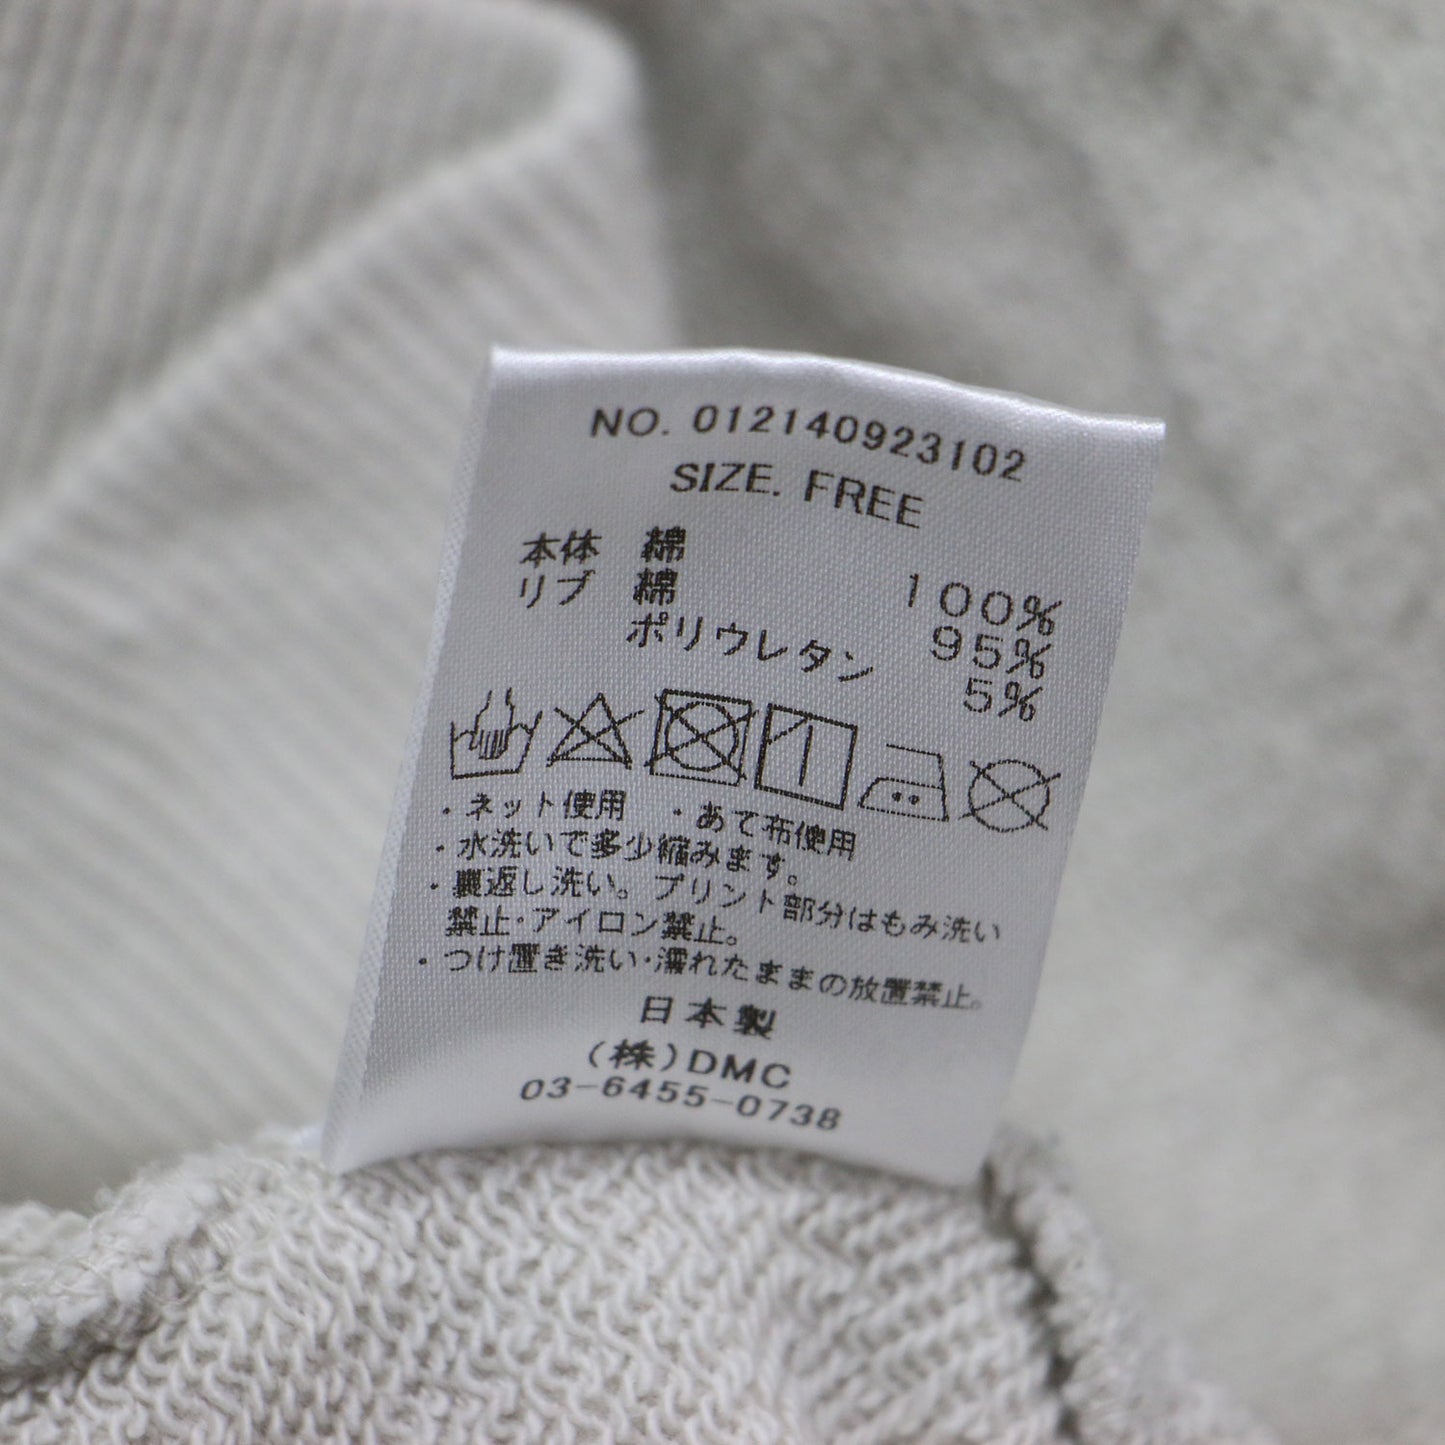 NO. 012140923102
SIZE. FREE
本体 綿 100%
リブ 綿 95%
ポリウレタン 5%
・ネット使用 ・あて布使用
・水洗いで多少縮みます。
・裏返し洗い。プリント部分はもみ洗い
禁止・アイロン禁止。
・つけ置き洗い・濡れたままの放置禁止。
日本製
(株)DMC
03-6455-0738